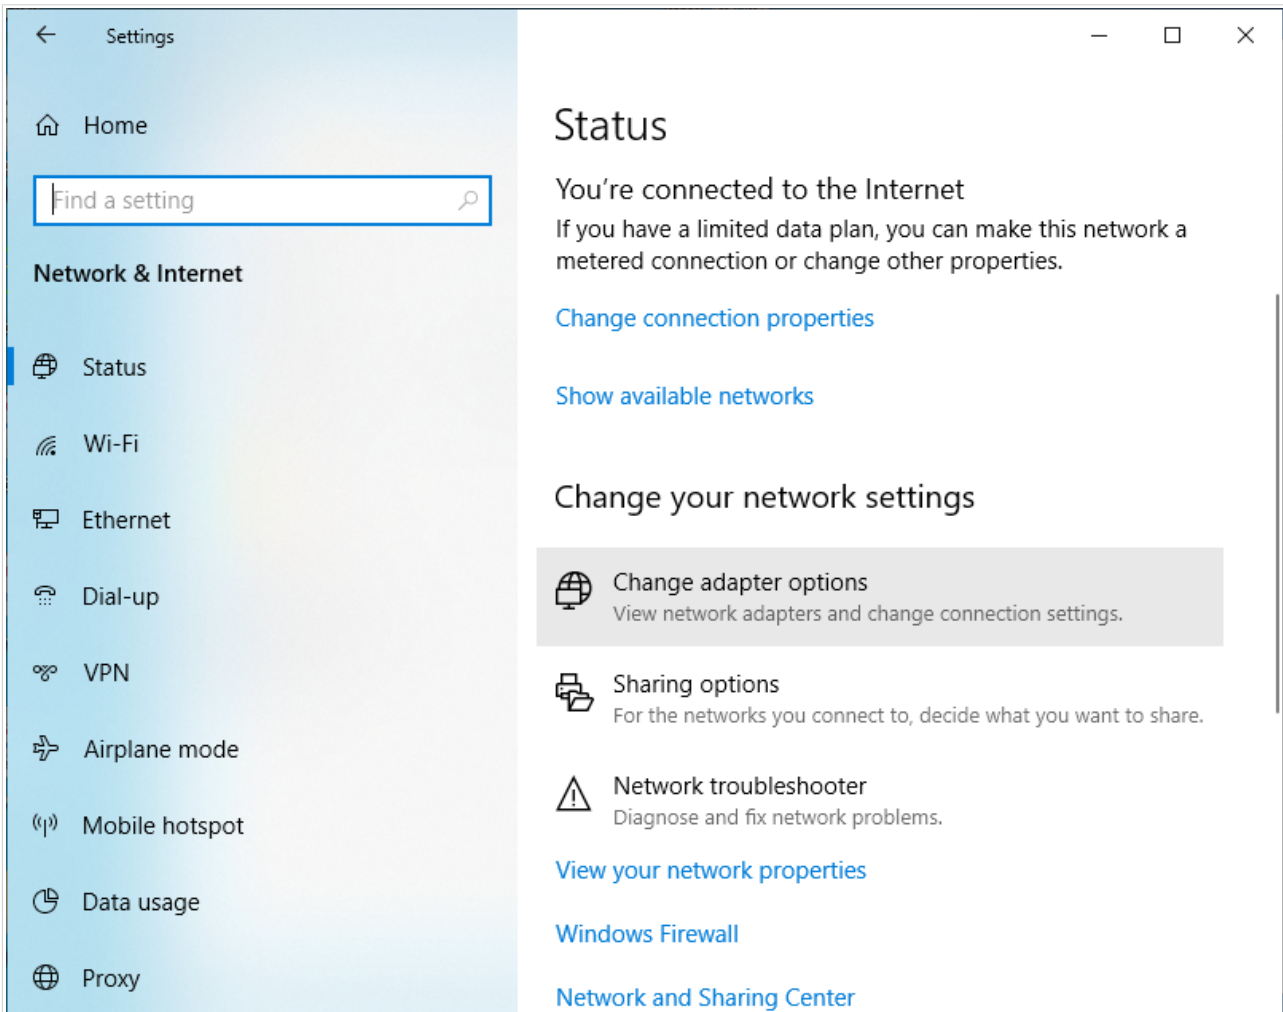 Settings
Home
Find a setting
Network & Internet
Status
Wi-Fi
Ethernet
Dial-up
VPN
Airplane mode
Mobile hotspot
Data usage
Proxy
Status
You're connected to the Internet
If you have a limited data plan, you can make this network a
metered connection or change other properties.
Change connection properties
Show available networks
Change your network settings
Change adapter options
View network adapters and change connection settings.
Sharing options
For the networks you connect to, decide what you want to share.
Network troubleshooter
Diagnose and fix network problems.
View your network properties
Windows Firewall
Network and Sharing Center